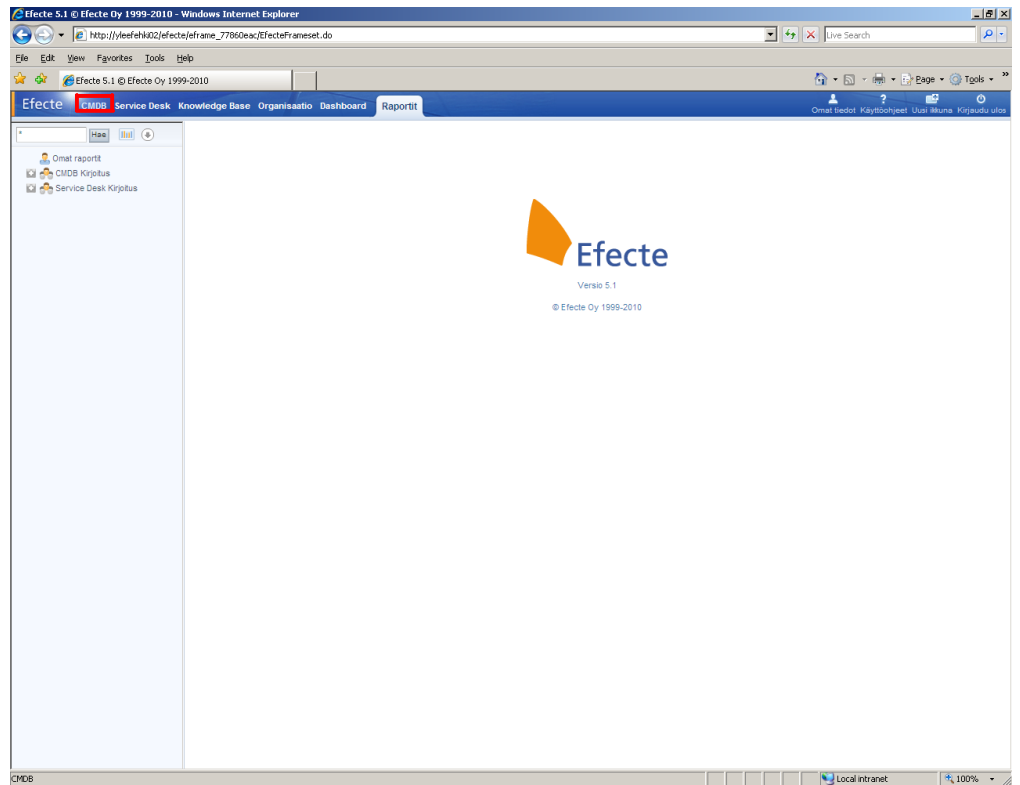 Efecte 5.1 © Efecte Oy 1999-2010 - Windows Internet Explorer
http://yleefehki02/efecte/eframe_77860eac/EfecteFrameset.do
Live Search
File Edit View Favorites Tools Help
Efecte 5.1 © Efecte Oy 1999-2010
Page Tools
Efecte CMDB Service Desk Knowledge Base Organisaatio Dashboard Raportit
Omat tiedot Käyttöohjeet Uusi ikkuna Kirjaudu ulos
* Hae
Omat raportit
CMDB Kirjoitus
Service Desk Kirjoitus
Efecte
Versio 5.1
© Efecte Oy 1999-2010
CMDB
Local intranet
100%